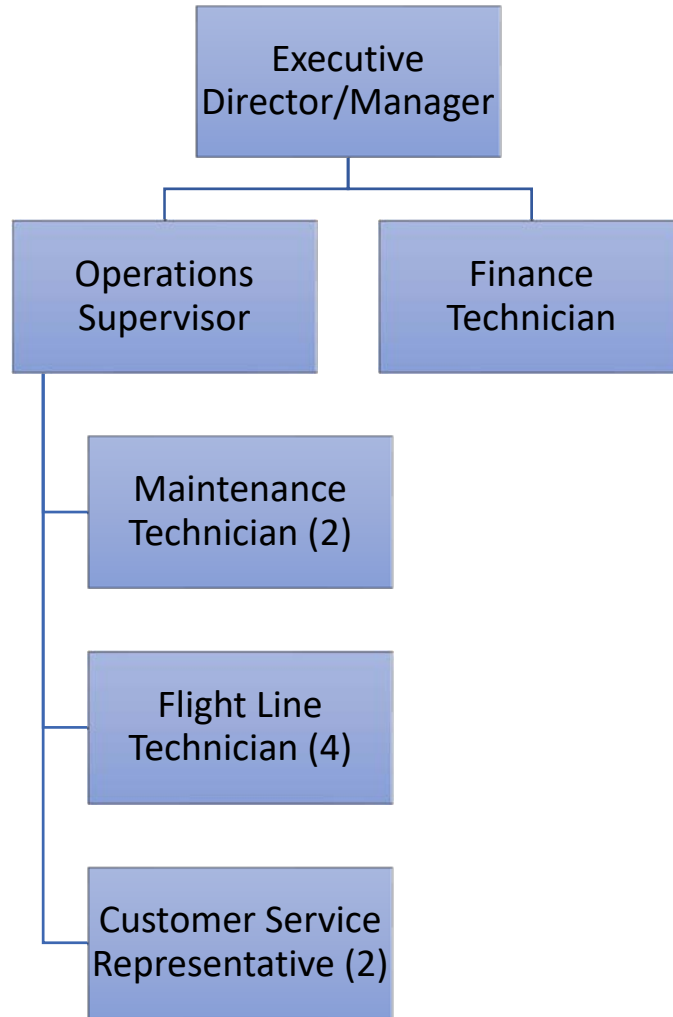 Executive
Director/Manager
Operations
Supervisor
Finance
Technician
Maintenance
Technician (2)
Flight Line
Technician (4)
Customer Service
Representative (2)